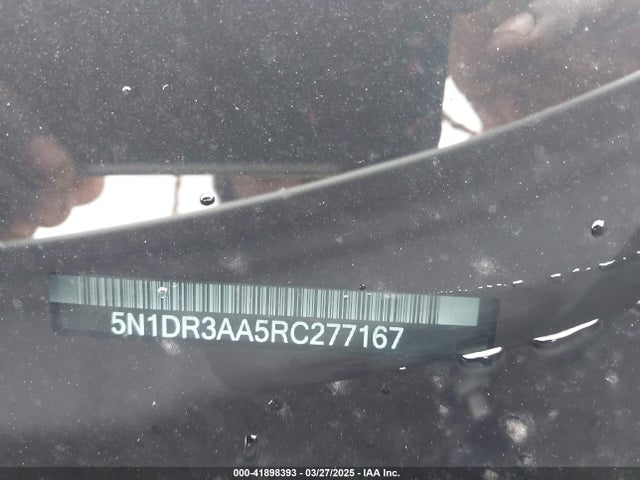 5N1DR3AA5RC277167
000-41898393 — 03/27/2025 — IAA Inc.